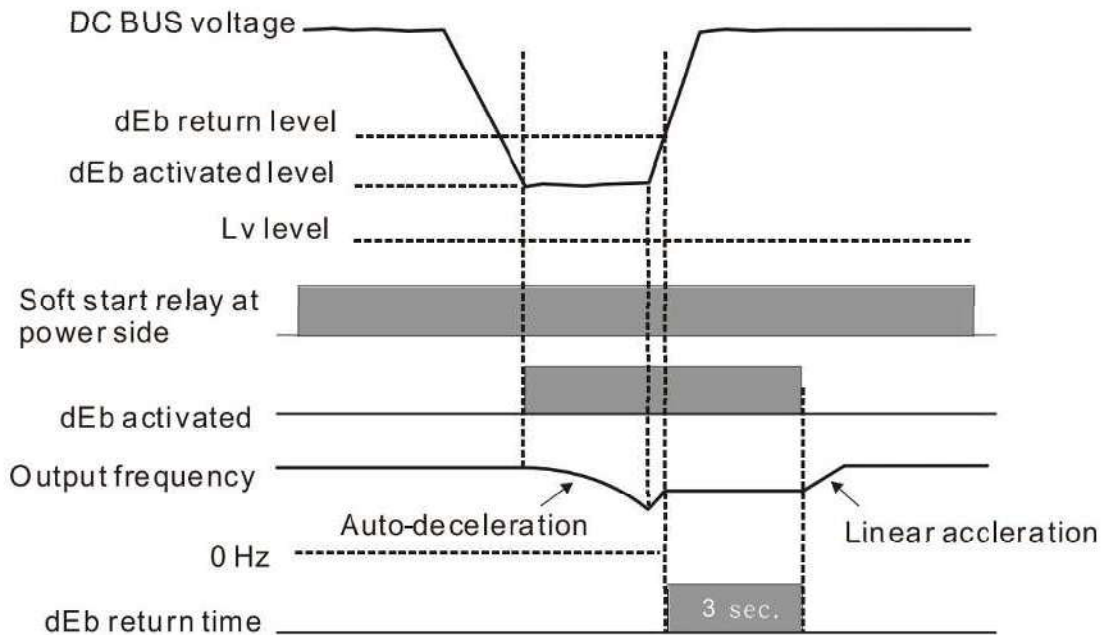 DC BUS voltage
dEb return level
dEb activated level
Lv level
Soft start relay at
power side
dEb activated
Output frequency
Auto-deceleration
Linear accleration
0 Hz
3 sec.
dEb return time